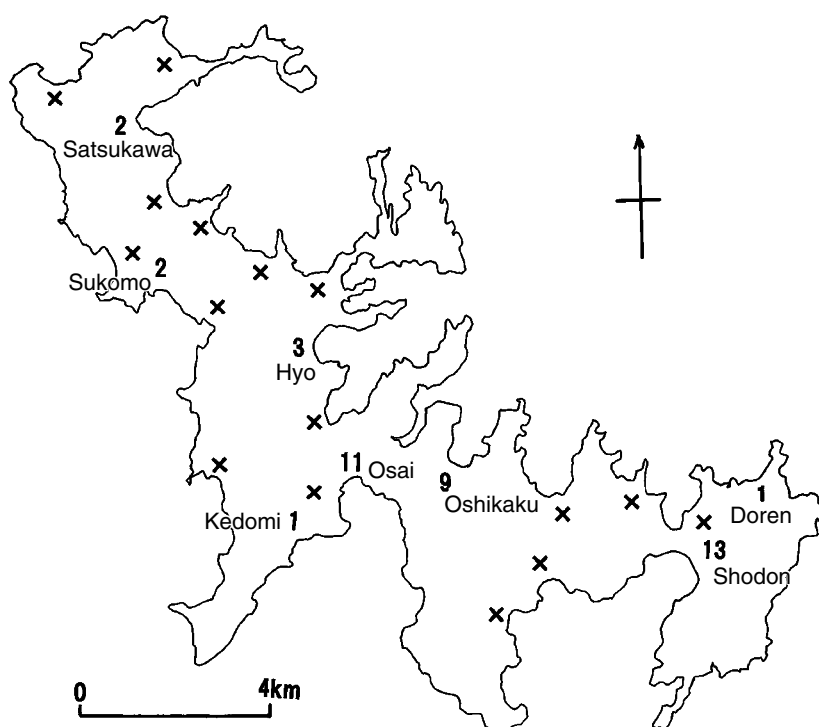 2
Satsukawa
Sukomo 2
3
Hyo
11 Osai
9
Oshikaku
Kedomi 1
1
Doren
13
Shodon
0 4km